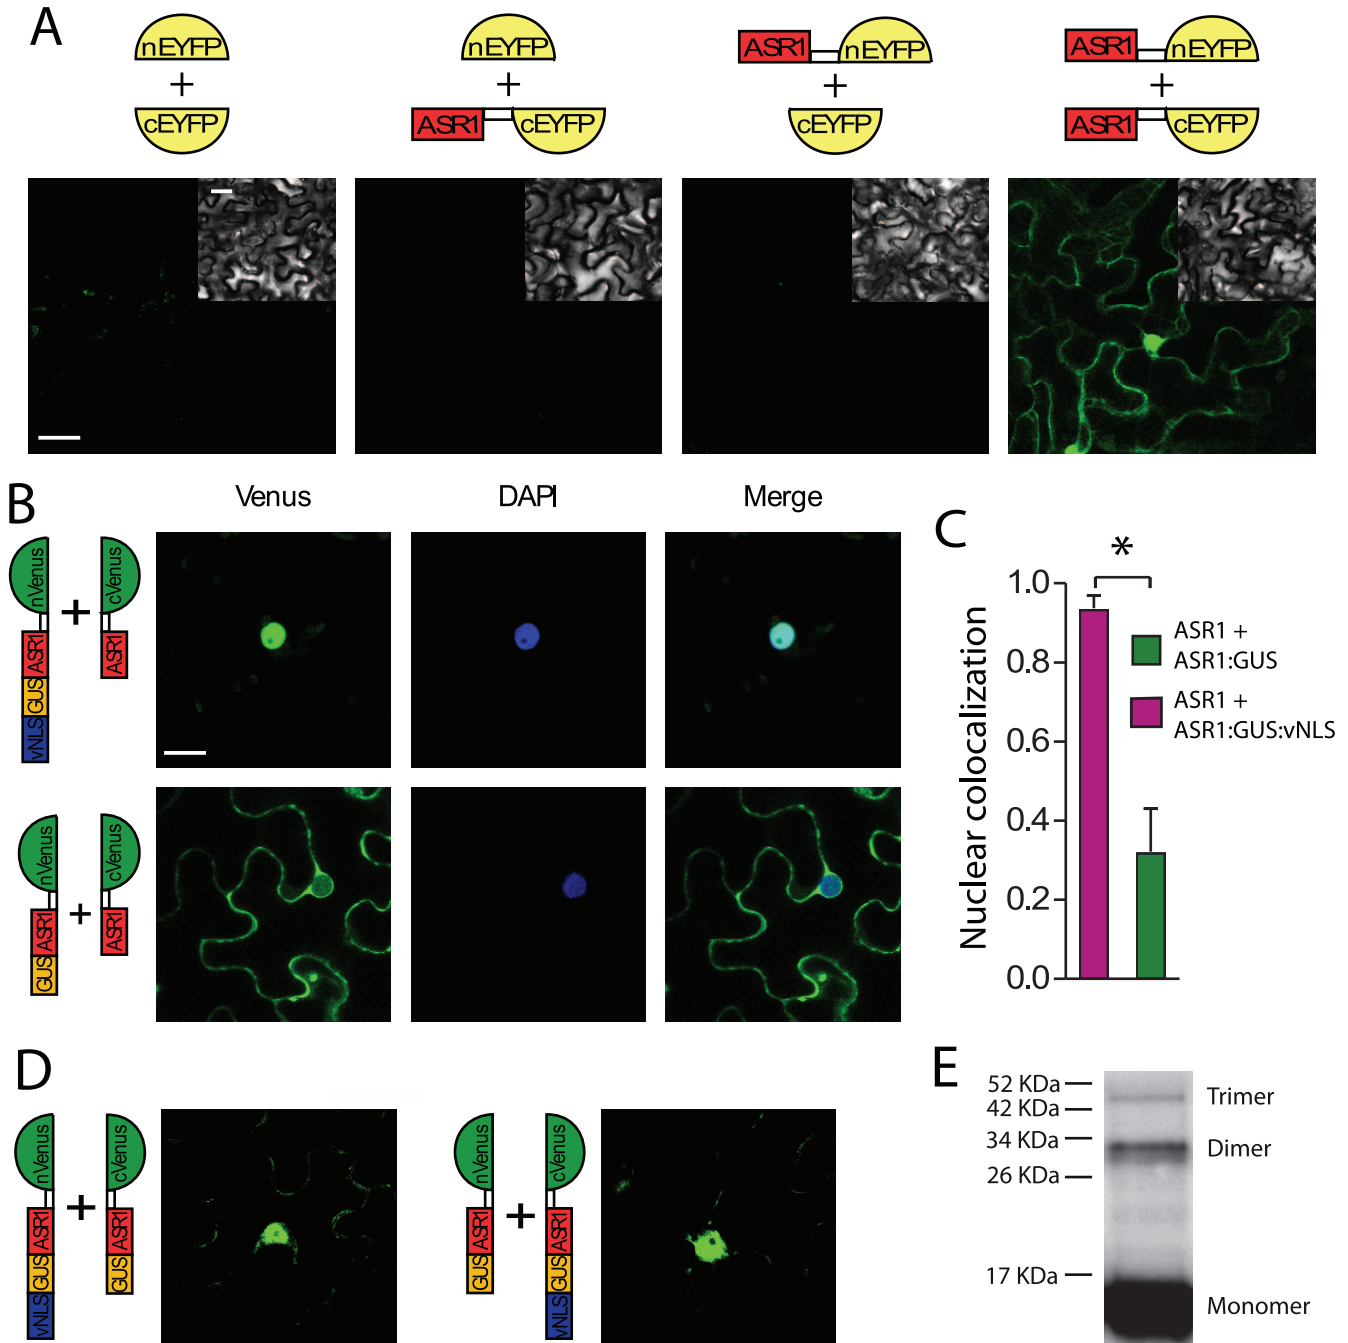 A
nEYFP
+
cEYFP
nEYFP
+
ASR1 cEYFP
ASR1 nEYFP
+
cEYFP
ASR1 nEYFP
+
ASR1 cEYFP
B
Venus DAPI Merge
nVenus ASR1 GUS vNLS
+
cVenus ASR1
nVenus ASR1 GUS
+
cVenus ASR1
C
*
Nuclear colocalization
1.0
0.8
0.6
0.4
0.2
0.0
ASR1 +
ASR1:GUS
ASR1 +
ASR1:GUS:vNLS
D
nVenus ASR1 GUS vNLS
+
cVenus ASR1 GUS
nVenus ASR1 GUS
+
cVenus ASR1 GUS vNLS
E
52 KDa
42 KDa
34 KDa
26 KDa
17 KDa
Trimer
Dimer
Monomer